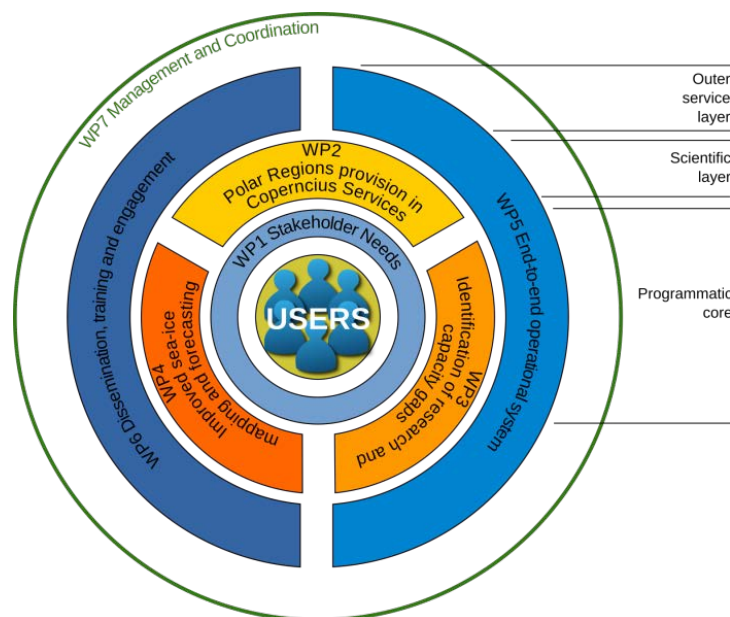 WP7 Management and Coordination
Outer
service
layer
Scientific
layer
Programmatic
core
WP2
Polar Regions provision in
Coperncius Services
WP1 Stakeholder Needs
USERS
WP3
Identification of research and
capacity gaps
WP4
Improved sea-ice
mapping and forecasting
WP5 End-to-end operational system
WP6 Dissemination, training and engagement